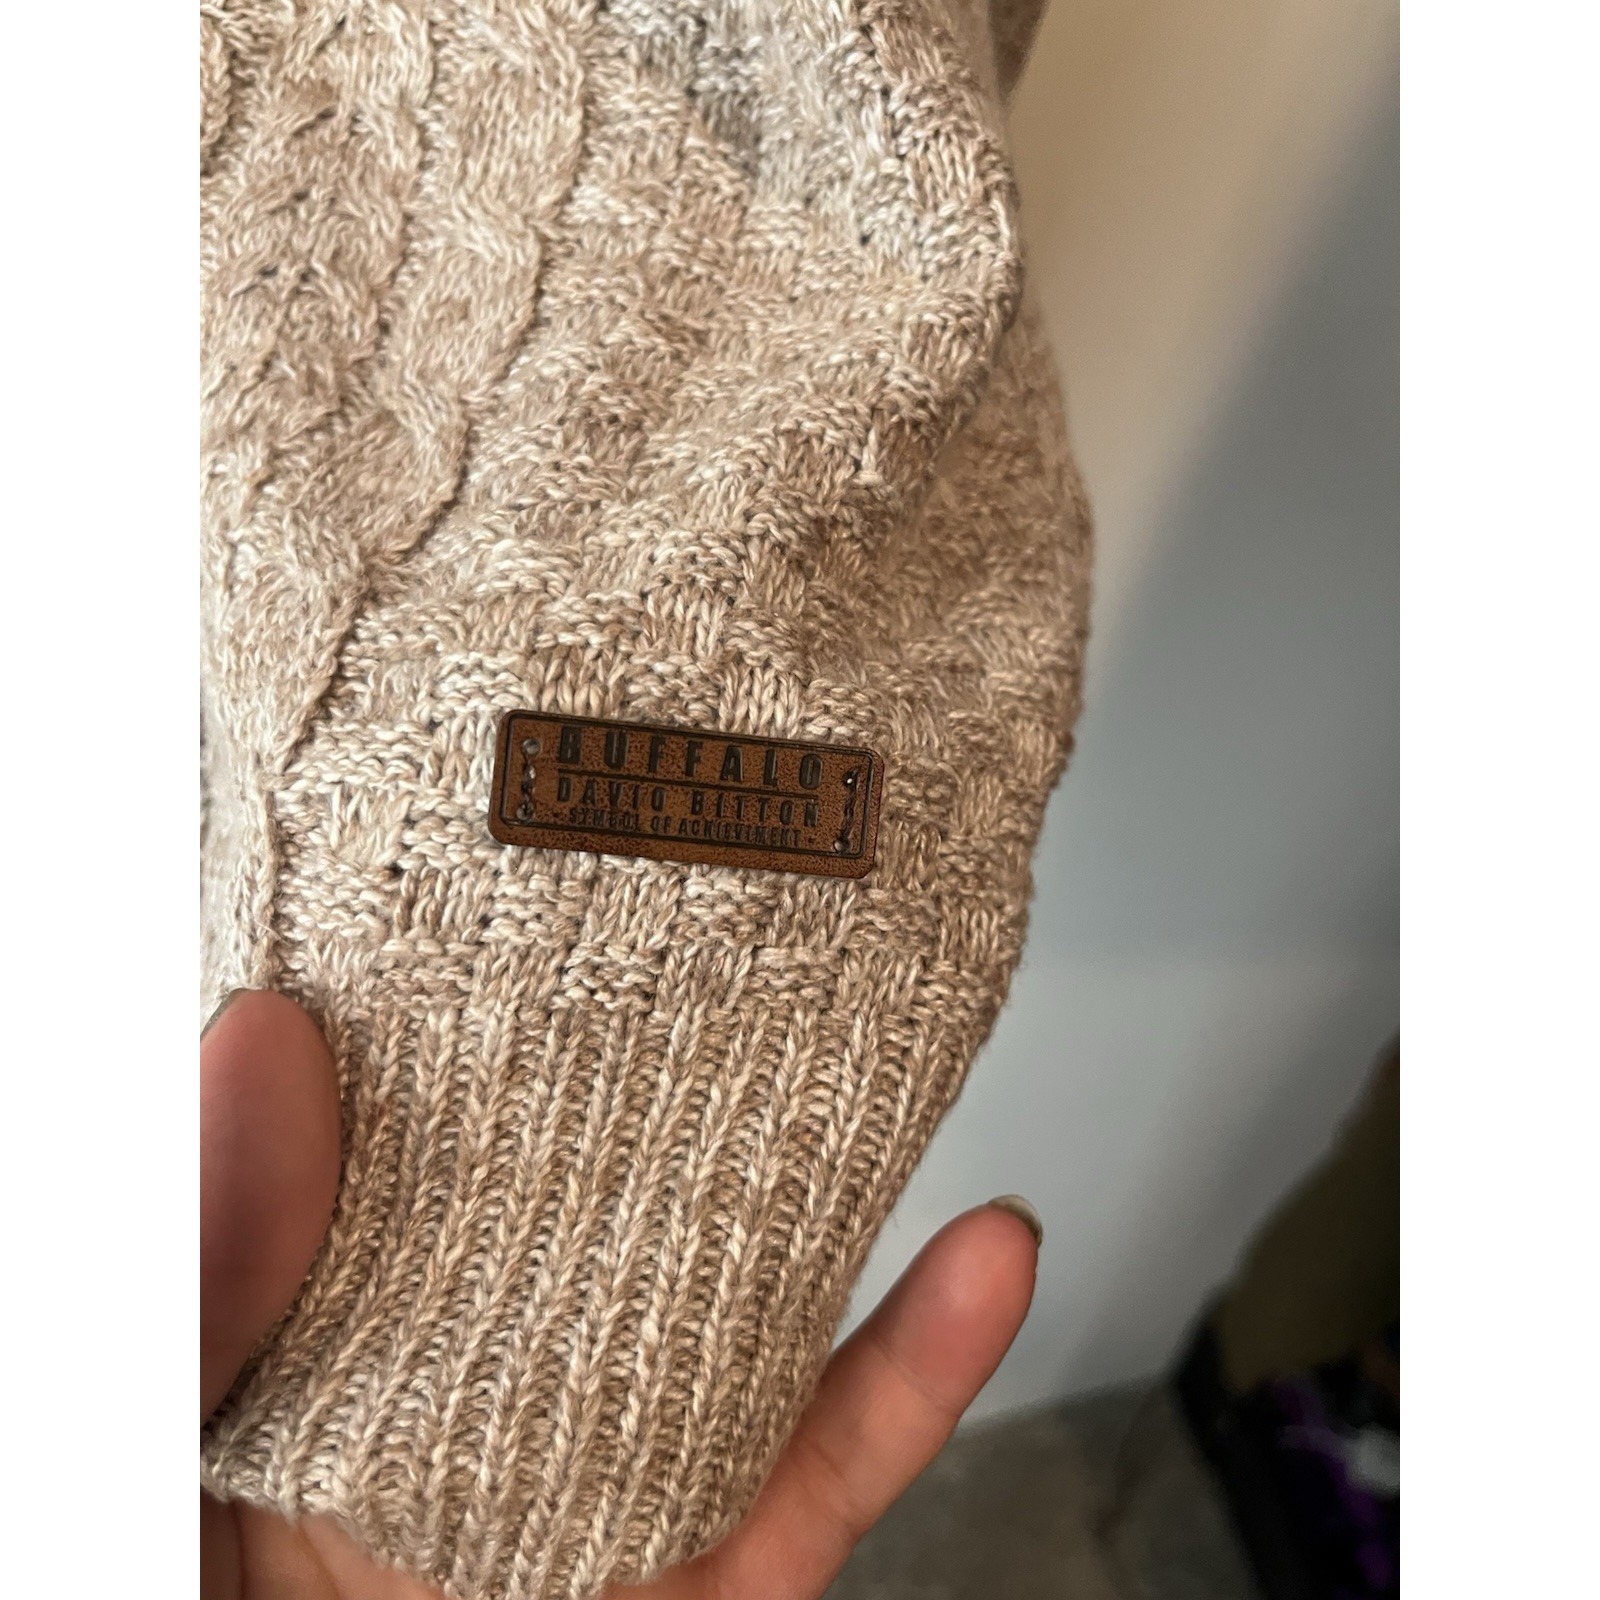 BUFFALO
DAVID BITTON
SYMBOL OF ACHIEVEMENT